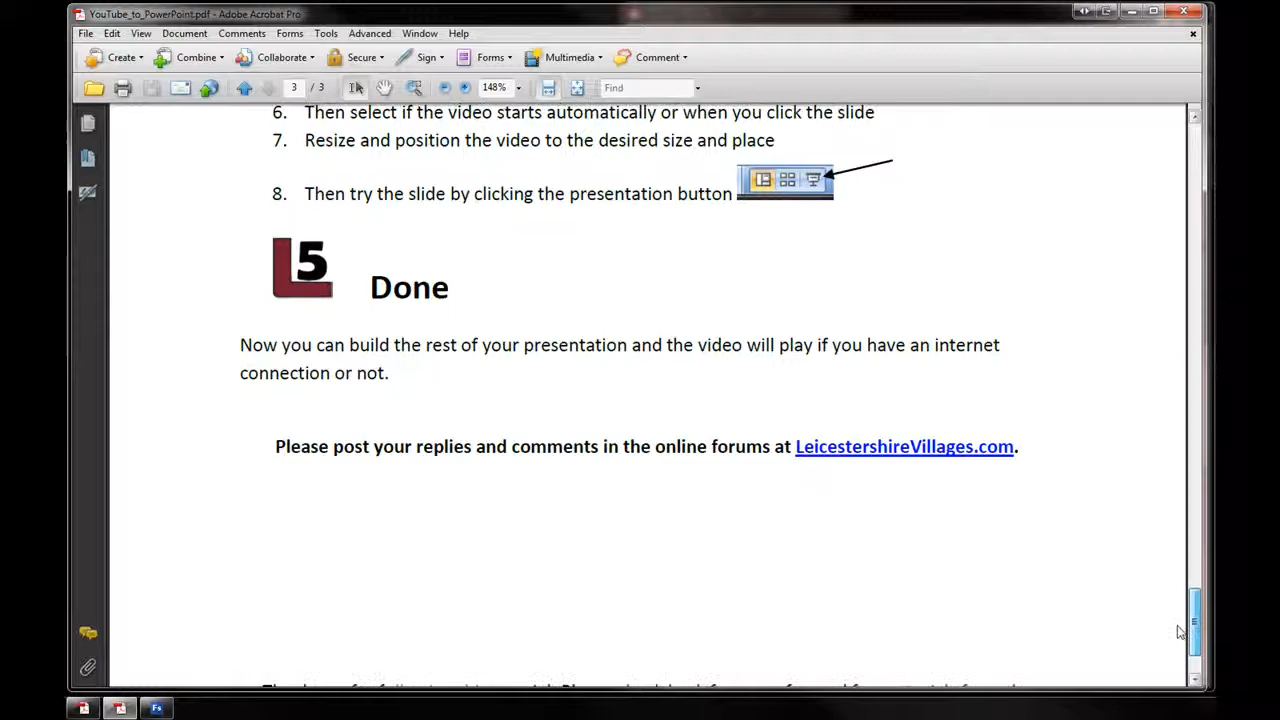 YouTube_to_PowerPoint.pdf - Adobe Acrobat Pro
File Edit View Document Comments Forms Tools Advanced Window Help
Create Combine Collaborate Secure Sign Forms Multimedia Comment
3 / 3 148% Find
6. Then select if the video starts automatically or when you click the slide
7. Resize and position the video to the desired size and place
8. Then try the slide by clicking the presentation button
L5 Done
Now you can build the rest of your presentation and the video will play if you have an internet
connection or not.
Please post your replies and comments in the online forums at LeicestershireVillages.com.
Fs